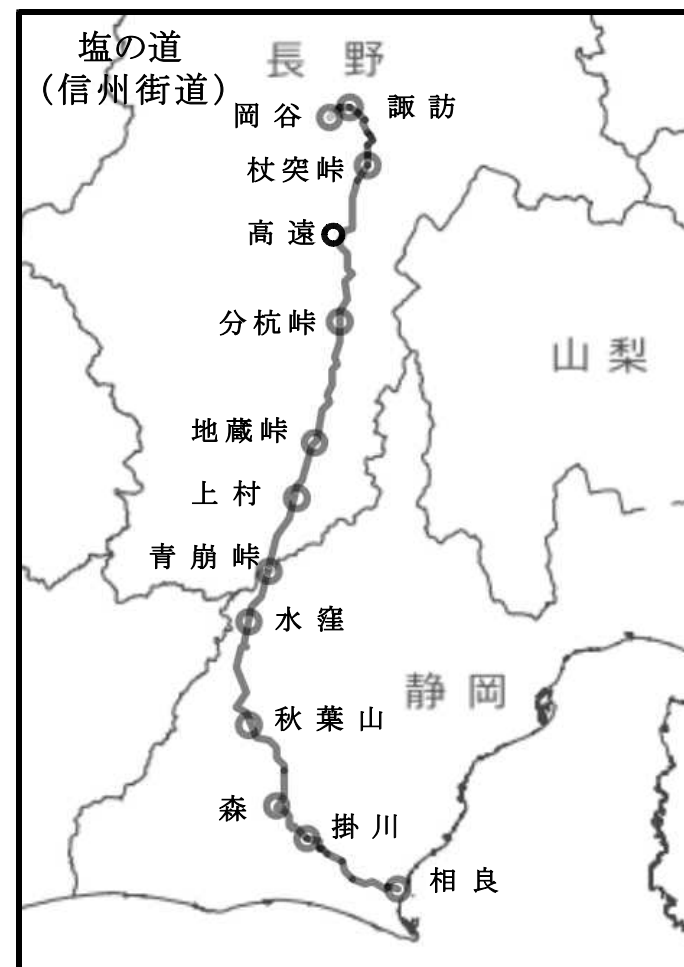 塩の道
(信州街道)
長野
岡谷
諏訪
杖突峠
高遠
分杭峠
山梨
地蔵峠
上村
青崩峠
水窪
静岡
秋葉山
森
掛川
相良